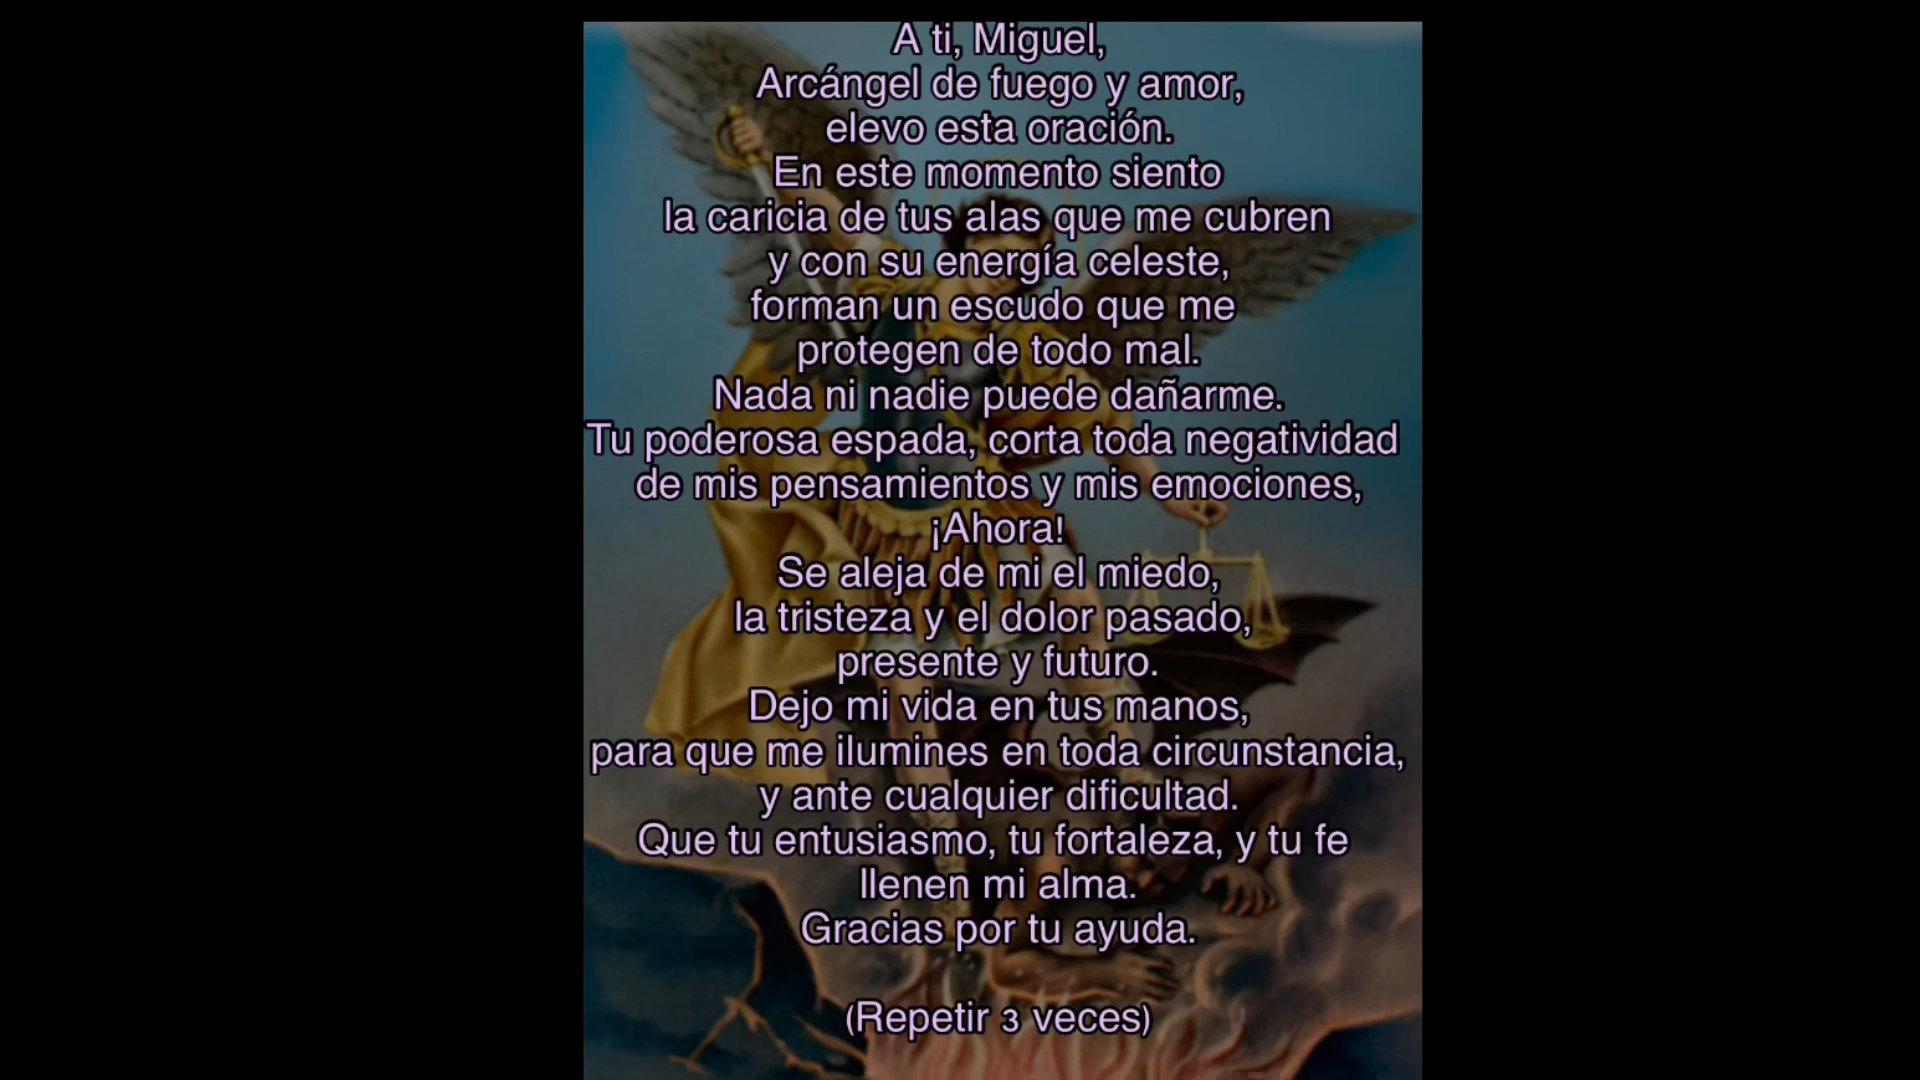 A ti, Miguel,
Arcángel de fuego y amor,
elevo esta oración.
En este momento siento
la caricia de tus alas que me cubren
y con su energía celeste,
forman un escudo que me
protegen de todo mal.
Nada ni nadie puede dañarme.
Tu poderosa espada, corta toda negatividad
de mis pensamientos y mis emociones,
¡Ahora!
Se aleja de mi el miedo,
la tristeza y el dolor pasado,
presente y futuro.
Dejo mi vida en tus manos,
para que me ilumines en toda circunstancia,
y ante cualquier dificultad.
Que tu entusiasmo, tu fortaleza, y tu fe
llenen mi alma.
Gracias por tu ayuda.
(Repetir 3 veces)